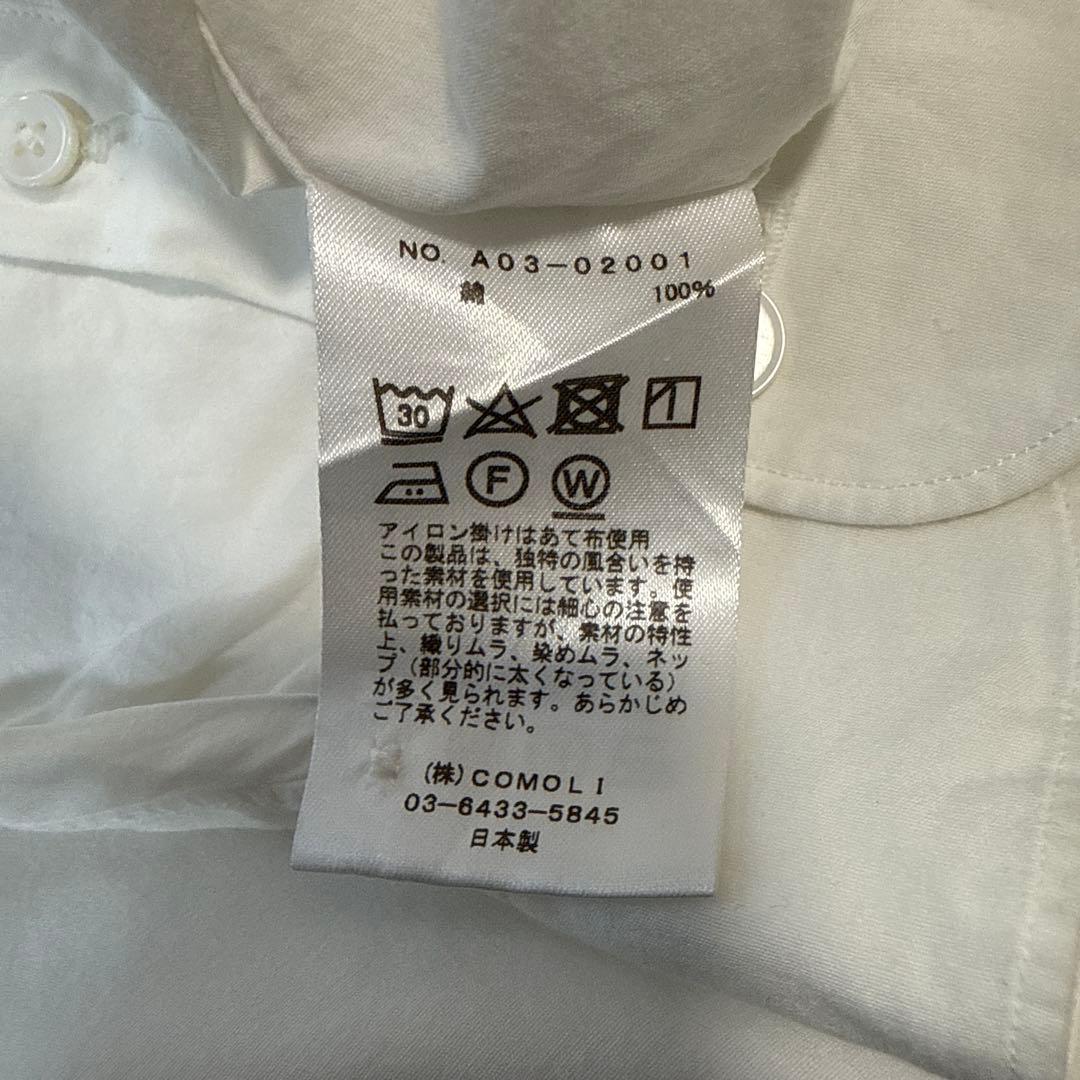 NO. A03-02001
綿 100%
30
F W
アイロン掛けはあて布使用
この製品は、独特の風合いを持
った素材を使用しています。使
用素材の選択には細心の注意を
払っておりますが、素材の特性
上、織りムラ、染めムラ、ネッ
プ(部分的に太くなっている)
が多く見られます。あらかじめ
ご了承ください。
(株)COMOLI
03-6433-5845
日本製